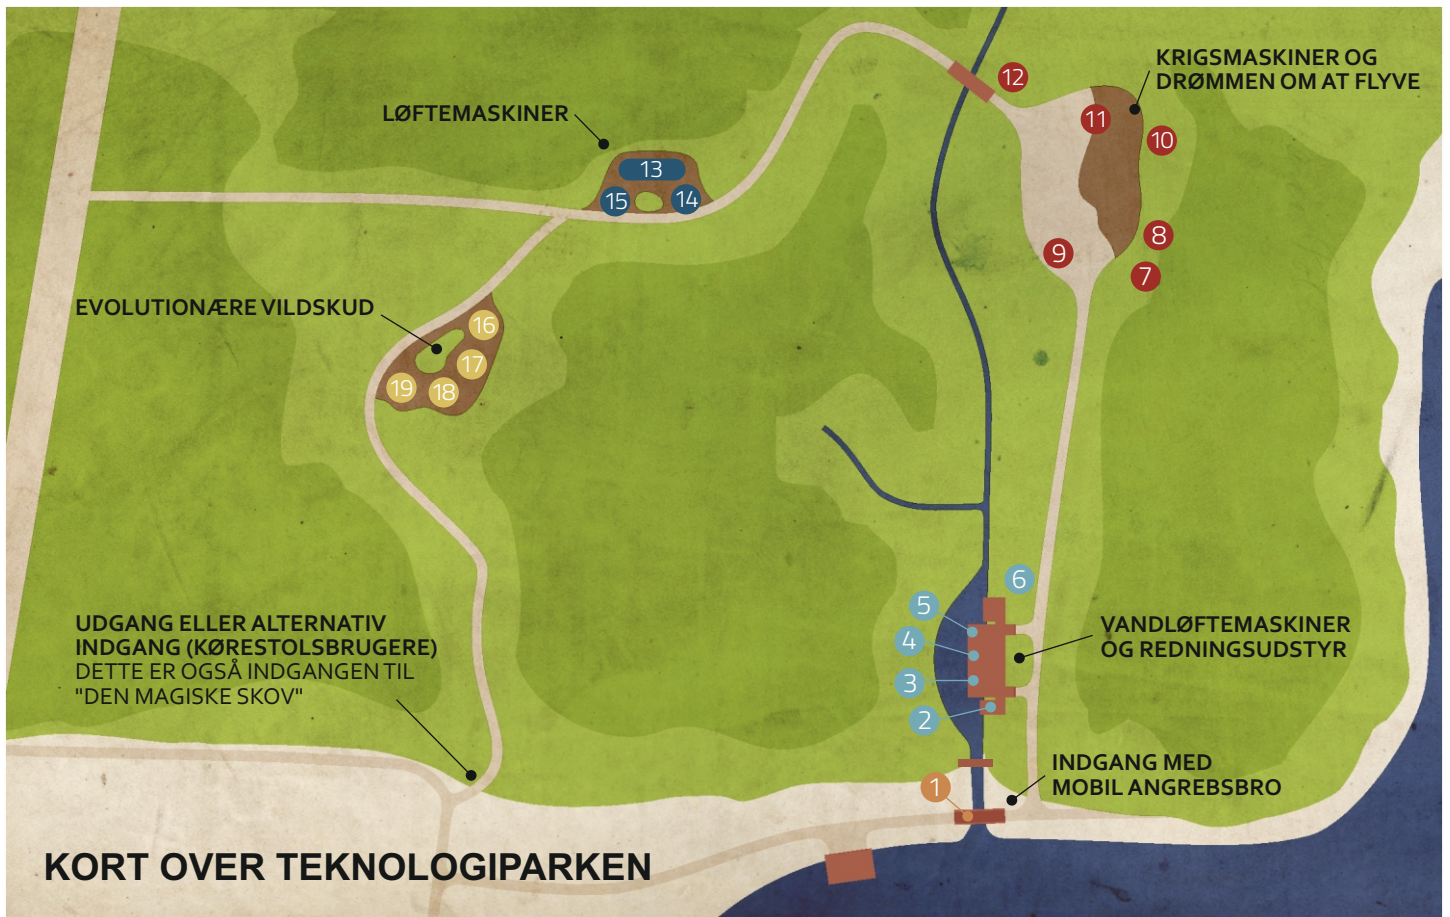 KRIGSMASKINER OG
DRØMMEN OM AT FLYVE
12
11
10
LØFTEMASKINER
13
15
14
8
9
7
EVOLUTIONÆRE VILDSKUD
16
17
19
18
6
5
4
3
2
VANDLØFTEMASKINER
OG REDNINGSUDSTYR
UDGANG ELLER ALTERNATIV
INDGANG (KØRESTOLSBRUGERE)
DETTE ER OGSÅ INDGANGEN TIL
"DEN MAGISKE SKOV"
INDGANG MED
MOBIL ANGREBSBRO
1
KORT OVER TEKNOLOGIPARKEN